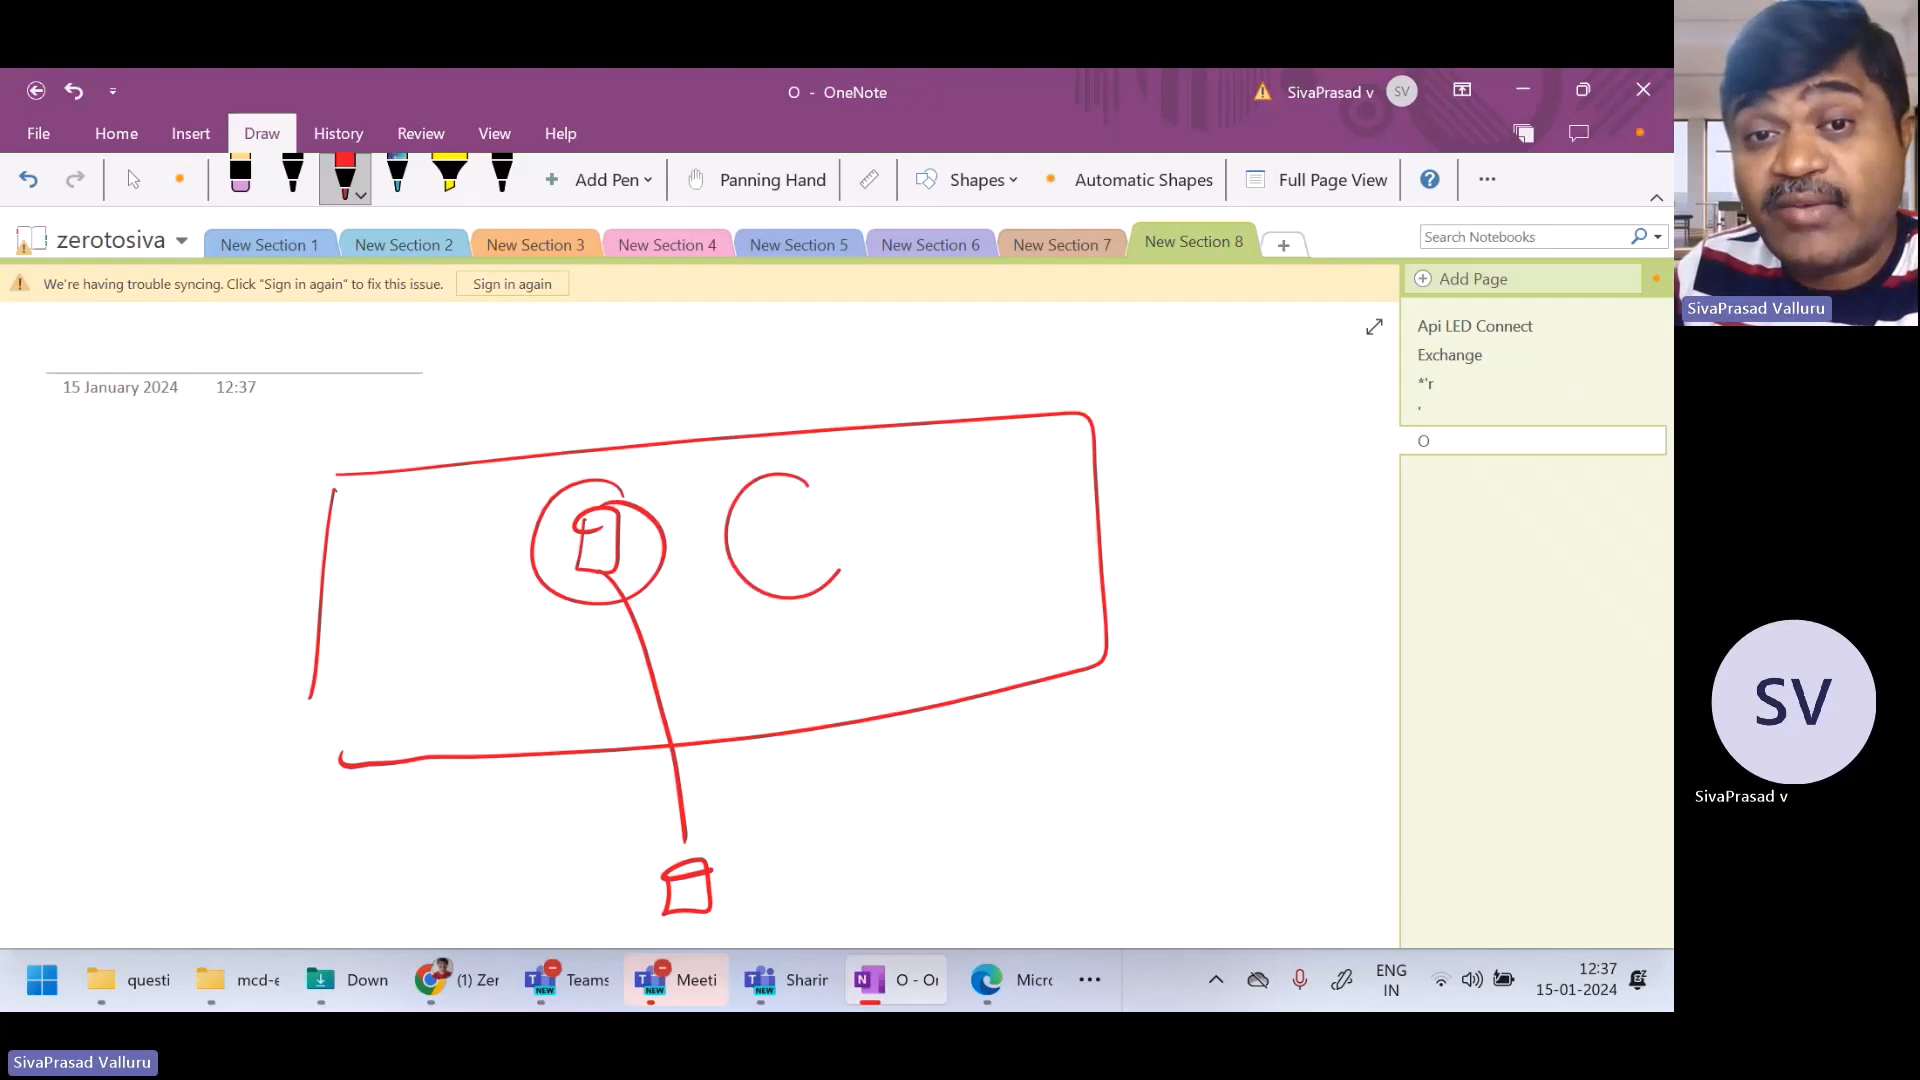 O - OneNote
SivaPrasad v
SV
File
Home
Insert
Draw
History
Review
View
Help
Add Pen
Panning Hand
Shapes
Automatic Shapes
Full Page View
zerotosiva
New Section 1
New Section 2
New Section 3
New Section 4
New Section 5
New Section 6
New Section 7
New Section 8
Search Notebooks
We're having trouble syncing. Click "Sign in again" to fix this issue.
Sign in again
Add Page
SivaPrasad Valluru
Api LED Connect
Exchange
*'r
'
O
15 January 2024
12:37
SV
SivaPrasad v
questi
mcd-e
Down
(1) Zer
Teams
NEW
Meeti
NEW
Sharir
NEW
O - Or
Micro
ENG
IN
12:37
15-01-2024
SivaPrasad Valluru